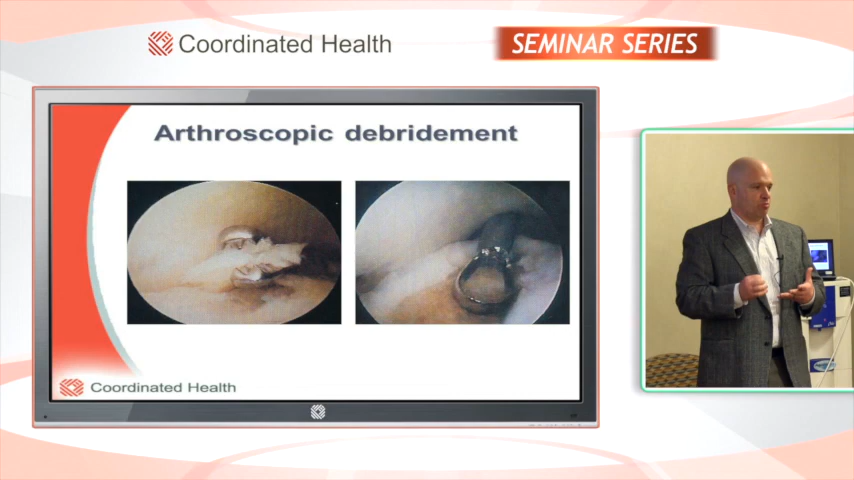 Coordinated Health
SEMINAR SERIES
Arthroscopic debridement
Coordinated Health